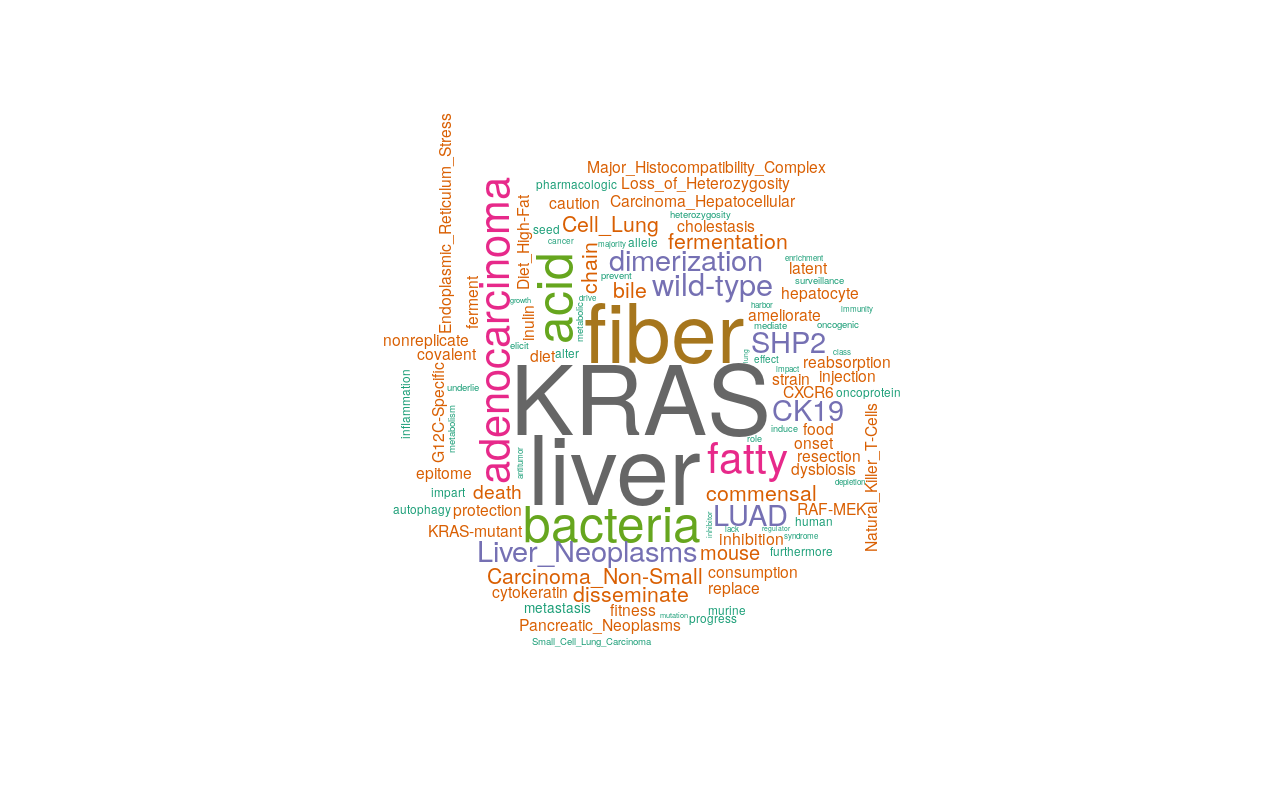 Endoplasmic_Reticulum_Stress
Major_Histocompatibility_Complex
pharmacologic
Loss_of_Heterozygosity
adenocarcinoma
Diet_High-Fat
caution
Carcinoma_Hepatocellular
heterozygosity
seed
Cell_Lung
cholestasis
cancer
majority
allele
fermentation
acid
chain
dimerization
enrichment
latent
prevent
surveillance
bile
wild-type
hepatocyte
ferment
growth
drive
harbor
immunity
inulin
metabolic
fiber
ameliorate
mediate
oncogenic
nonreplicate
elicit
SHP2
covalent
diet
alter
lung
effect
class
reabsorption
impact
strain
injection
G12C-Specific
underlie
KRAS
CXCR6
oncoprotein
inflammation
metabolism
CK19
induce
food
role
onset
Natural_Killer_T-Cells
antitumor
liver
fatty
resection
dysbiosis
epitome
depletion
impart
death
commensal
autophagy
protection
bacteria
LUAD
RAF-MEK
human
KRAS-mutant
inhibitor
lack
regulator
inhibition
syndrome
Liver_Neoplasms
mouse
furthermore
Carcinoma_Non-Small
consumption
cytokeratin
disseminate
replace
metastasis
fitness
mutation
murine
progress
Pancreatic_Neoplasms
Small_Cell_Lung_Carcinoma